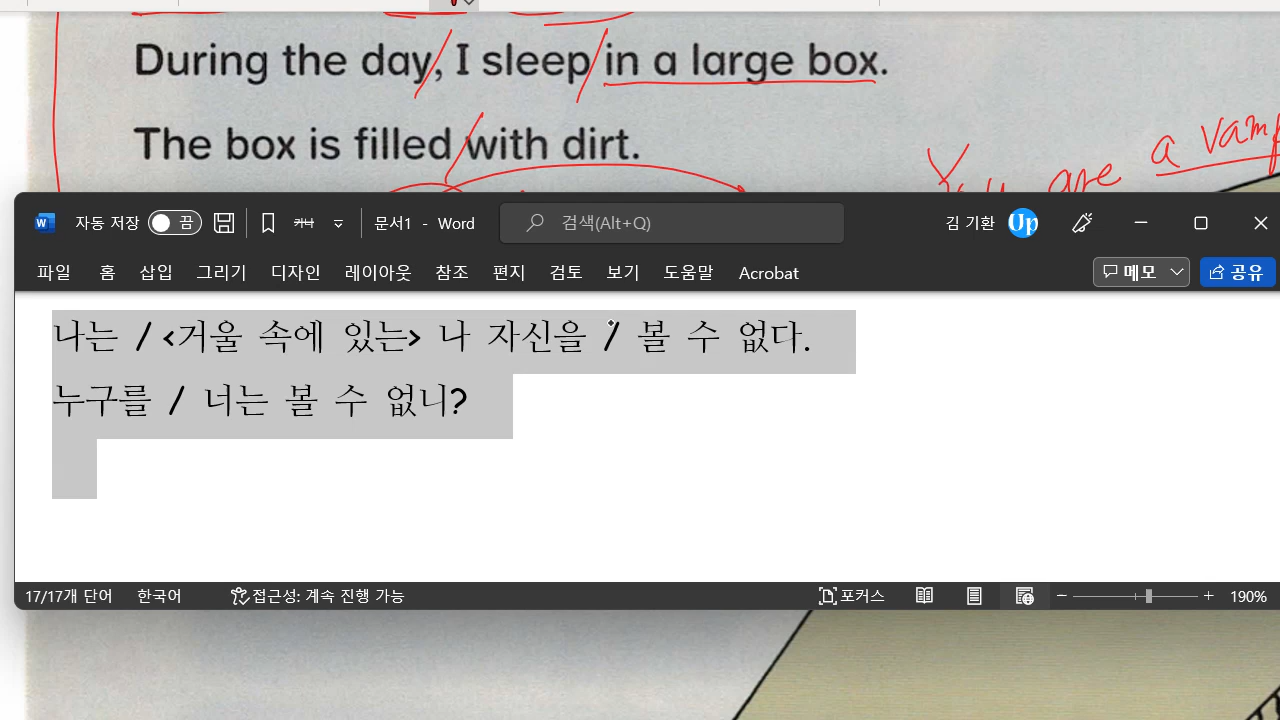 During the day, I sleep in a large box.
The box is filled with dirt.
You are a vamp
자동 저장 끔 문서1 - Word 검색(Alt+Q) 김 기환 Up
파일 홈 삽입 그리기 디자인 레이아웃 참조 편지 검토 보기 도움말 Acrobat 메모 공유
나는 / <거울 속에 있는> 나 자신을 / 볼 수 없다.
누구를 / 너는 볼 수 없니?
17/17개 단어 한국어 접근성: 계속 진행 가능 포커스 190%